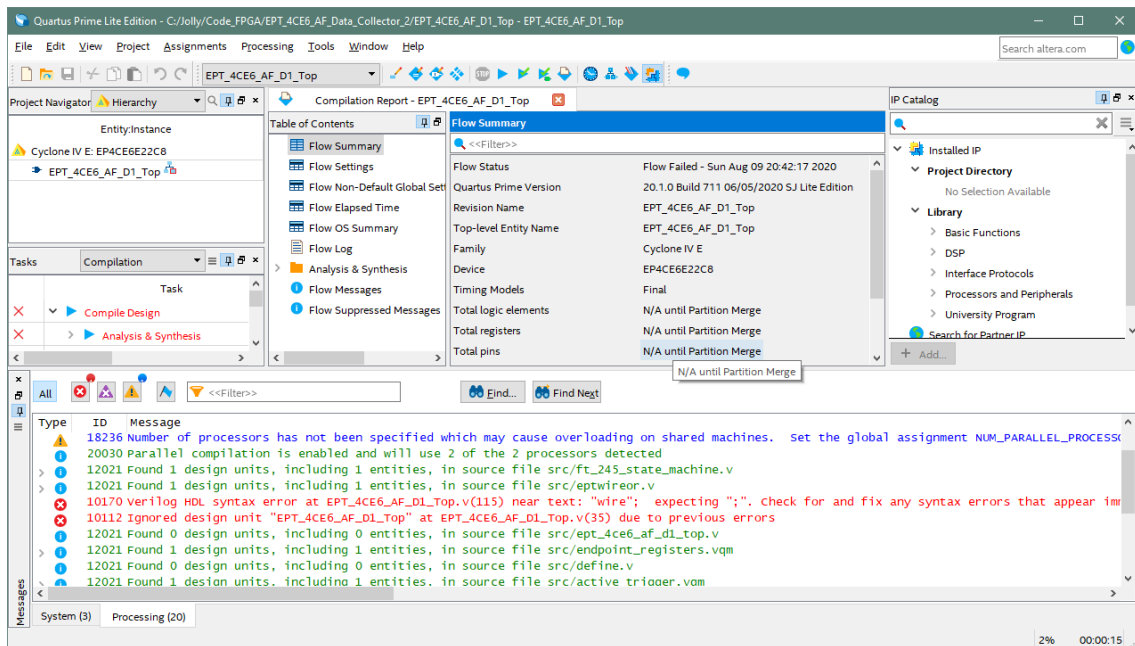 Quartus Prime Lite Edition - C:/Jolly/Code_FPGA/EPT_4CE6_AF_Data_Collector_2/EPT_4CE6_AF_D1_Top - EPT_4CE6_AF_D1_Top
File Edit View Project Assignments Processing Tools Window Help
Search altera.com
EPT_4CE6_AF_D1_Top
STOP
Project Navigator Hierarchy
Entity:Instance
Cyclone IV E: EP4CE6E22C8
EPT_4CE6_AF_D1_Top
Tasks Compilation
Task
Compile Design
Analysis & Synthesis
Compilation Report - EPT_4CE6_AF_D1_Top
Table of Contents
Flow Summary
Flow Settings
Flow Non-Default Global Sett
Flow Elapsed Time
Flow OS Summary
Flow Log
Analysis & Synthesis
Flow Messages
Flow Suppressed Messages
Flow Summary
<<Filter>>
Flow Status Flow Failed - Sun Aug 09 20:42:17 2020
Quartus Prime Version 20.1.0 Build 711 06/05/2020 SJ Lite Edition
Revision Name EPT_4CE6_AF_D1_Top
Top-level Entity Name EPT_4CE6_AF_D1_Top
Family Cyclone IV E
Device EP4CE6E22C8
Timing Models Final
Total logic elements N/A until Partition Merge
Total registers N/A until Partition Merge
Total pins N/A until Partition Merge
N/A until Partition Merge
IP Catalog
Installed IP
Project Directory
No Selection Available
Library
Basic Functions
DSP
Interface Protocols
Processors and Peripherals
University Program
Search for Partner IP
+ Add...
All <<Filter>> Find... Find Next
Type ID Message
18236 Number of processors has not been specified which may cause overloading on shared machines. Set the global assignment NUM_PARALLEL_PROCESSO
20030 Parallel compilation is enabled and will use 2 of the 2 processors detected
12021 Found 1 design units, including 1 entities, in source file src/ft_245_state_machine.v
12021 Found 1 design units, including 1 entities, in source file src/eptwireor.v
10170 Verilog HDL syntax error at EPT_4CE6_AF_D1_Top.v(115) near text: "wire"; expecting ";". Check for and fix any syntax errors that appear imm
10112 Ignored design unit "EPT_4CE6_AF_D1_Top" at EPT_4CE6_AF_D1_Top.v(35) due to previous errors
12021 Found 0 design units, including 0 entities, in source file src/ept_4ce6_af_d1_top.v
12021 Found 1 design units, including 1 entities, in source file src/endpoint_registers.vqm
12021 Found 0 design units, including 0 entities, in source file src/define.v
12021 Found 1 design units, including 1 entities, in source file src/active_trigger.vqm
Messages
System (3) Processing (20)
2% 00:00:15